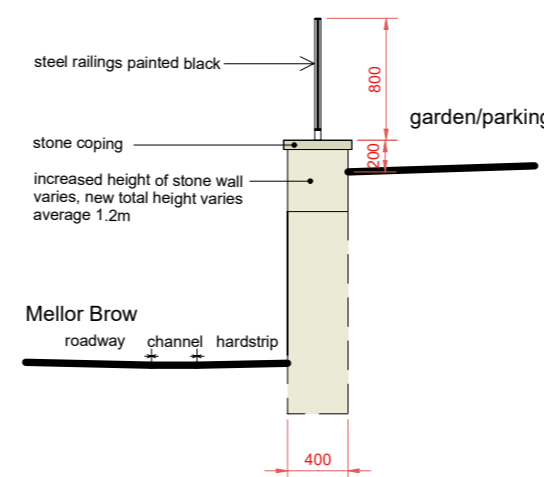 steel railings painted black
800
garden/parking
stone coping
200
increased height of stone wall
varies, new total height varies
average 1.2m
Mellor Brow
roadway channel hardstrip
400